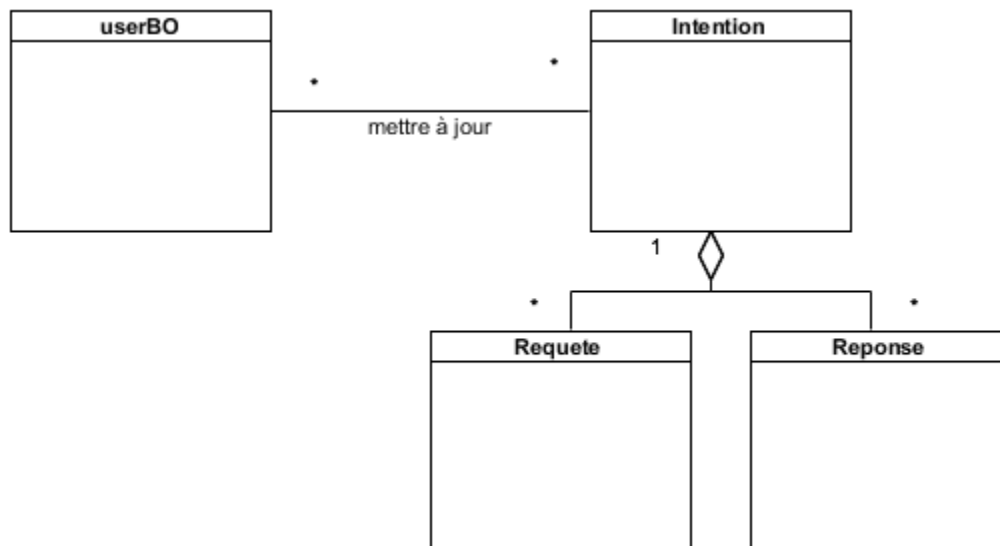 userBO
Intention
*
*
mettre à jour
1
*
*
Requete
Reponse